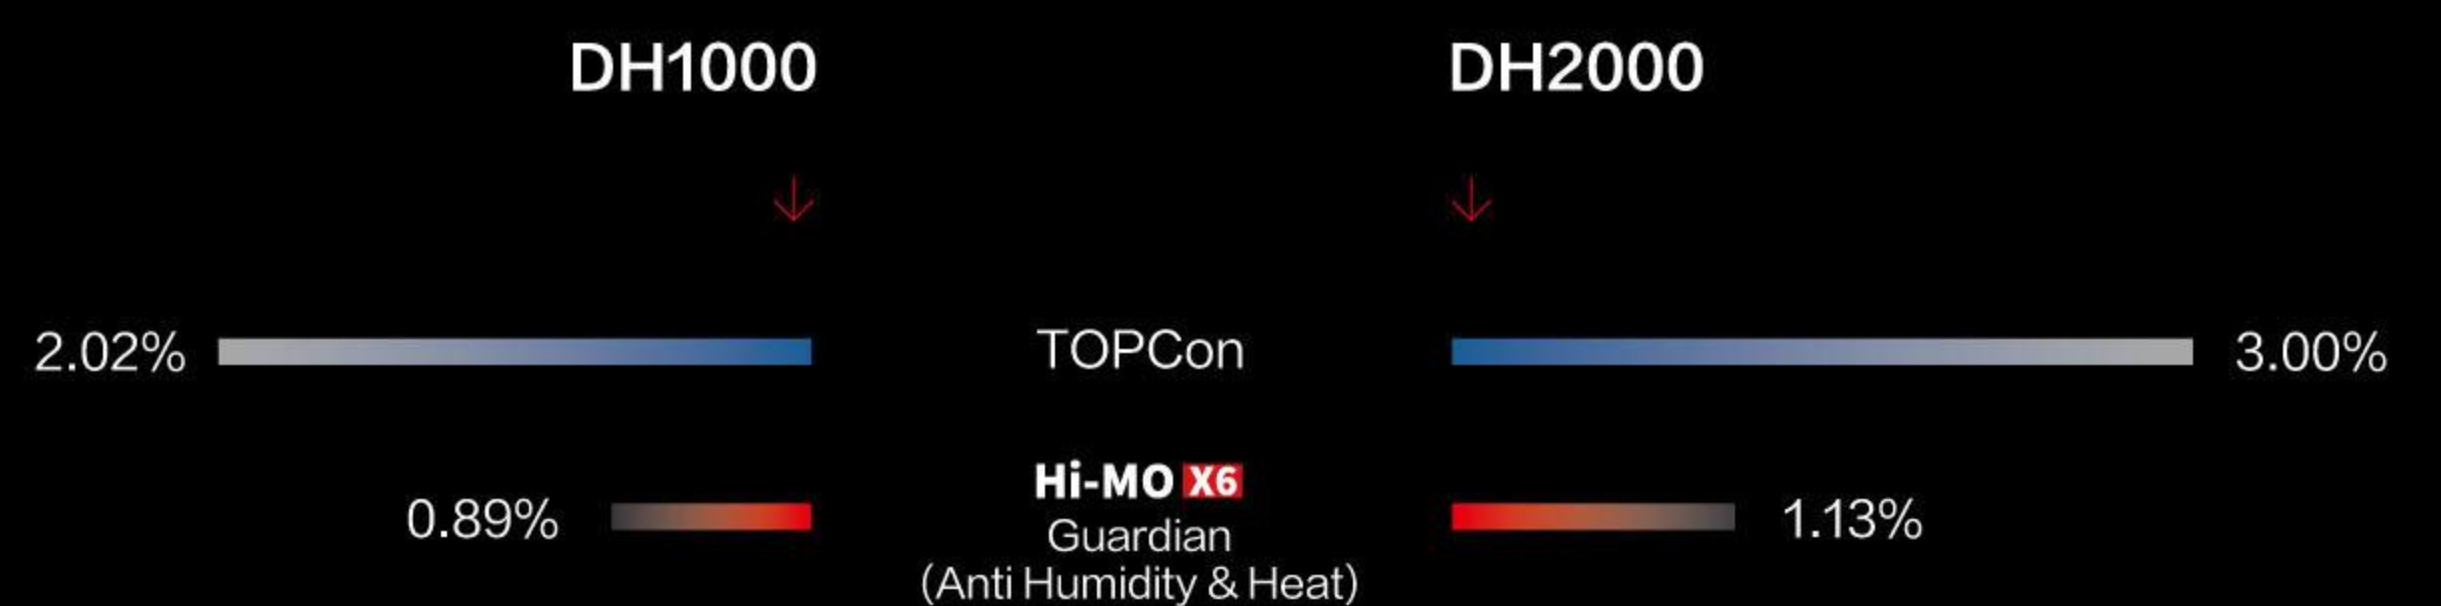 DH1000 DH2000
2.02% TOPCon 3.00%
Hi-MO X6
0.89% Guardian 1.13%
(Anti Humidity & Heat)